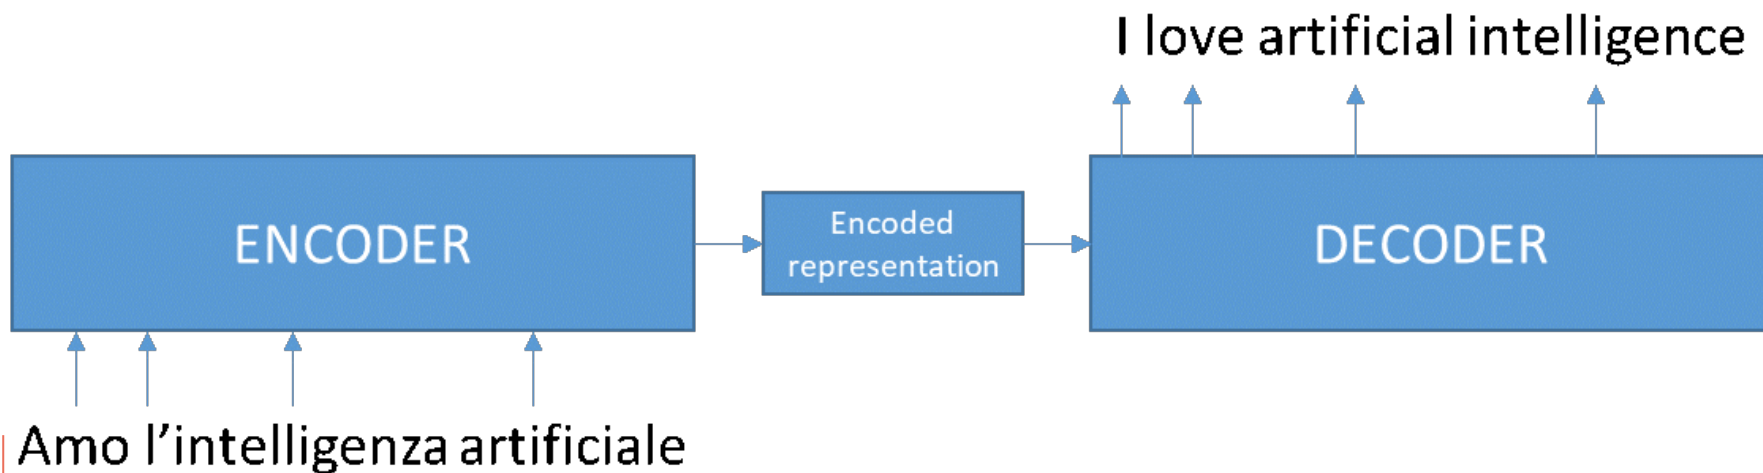 I love artificial intelligence
ENCODER
Encoded
representation
DECODER
Amo l’intelligenza artificiale